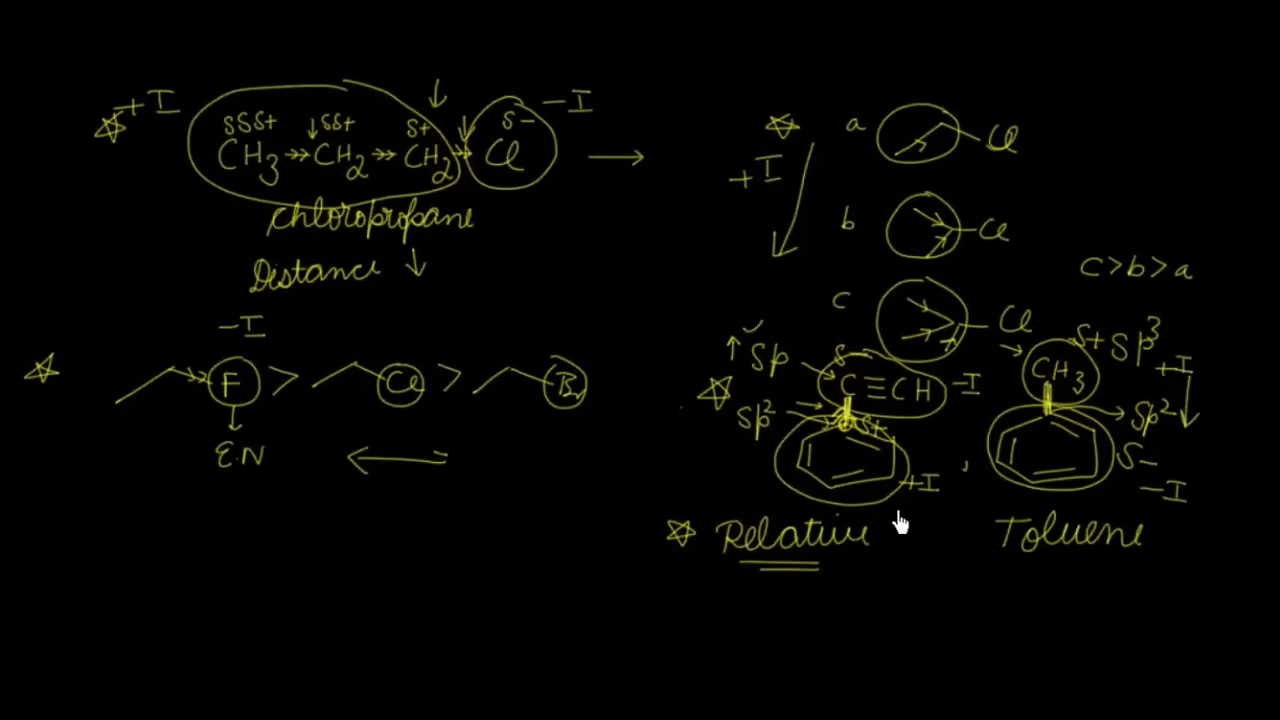 +I
δδδ+ δδ+ δ+ δ- -I
CH3 CH2 CH2 Cl
chloropropane
Distance ↓
-I
F > Cl > Br
E.N
a Cl
+I
b Cl
c>b>a
c Cl
↑ Sp δ- C≡CH -I
Sp2 δ+ +I
δ+ Sp3
CH3 +I
Sp2
δ-
-I
,
Relative Toluene